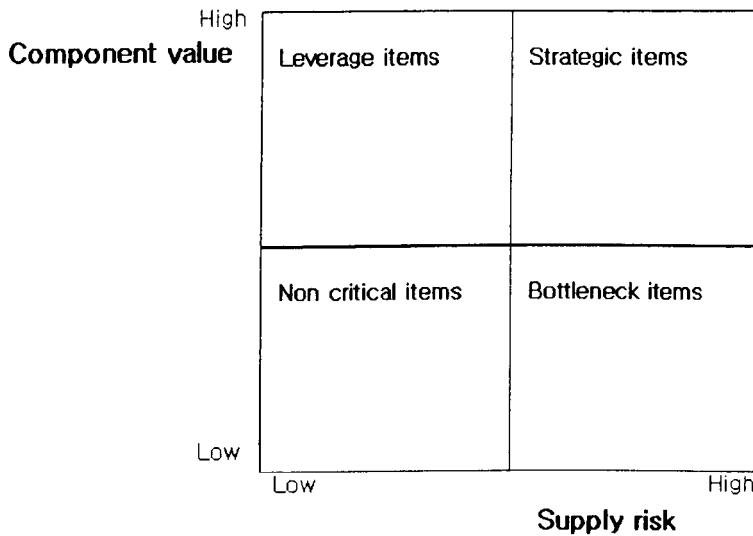 High
Component value
Leverage items
Strategic items
Non critical items
Bottleneck items
Low
Low
High
Supply risk